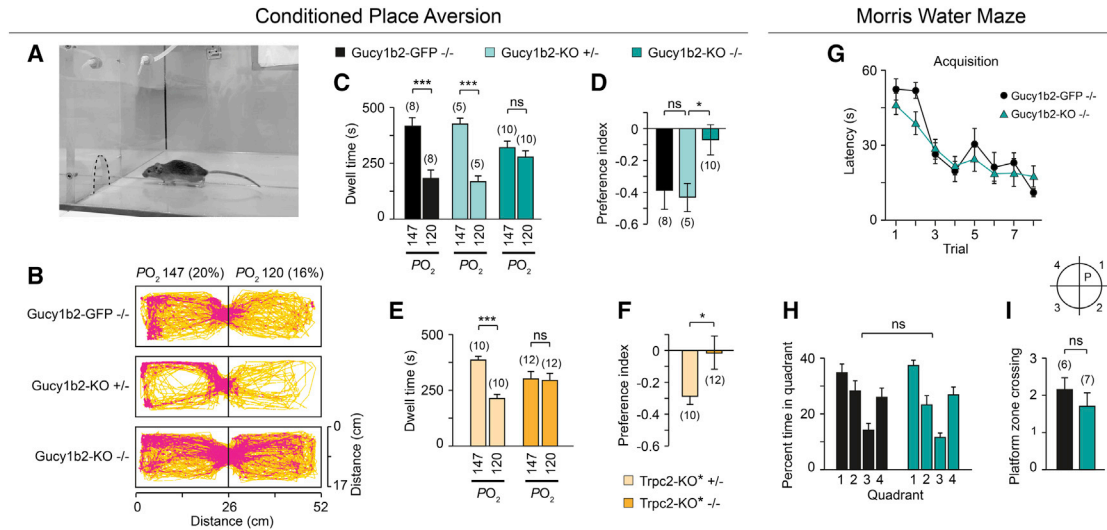 Conditioned Place Aversion
Morris Water Maze
A
Gucy1b2-GFP -/-
Gucy1b2-KO +/-
Gucy1b2-KO -/-
C
Dwell time (s)
500
250
0
(8)
***
(8)
(5)
***
(5)
(10)
ns
(10)
147
120
147
120
147
120
PO2
PO2
PO2
D
Preference index
0
-0.2
-0.4
-0.6
ns
*
(8)
(5)
(10)
G
Acquisition
Latency (s)
60
30
0
Gucy1b2-GFP -/-
Gucy1b2-KO -/-
1
3
5
7
Trial
B
PO2 147 (20%)
PO2 120 (16%)
Gucy1b2-GFP -/-
Gucy1b2-KO +/-
Gucy1b2-KO -/-
0
17
Distance (cm)
0
26
52
Distance (cm)
E
Dwell time (s)
500
250
0
(10)
***
(10)
(12)
ns
(12)
147
120
147
120
PO2
PO2
F
Preference index
0
-0.2
-0.4
-0.6
*
(10)
(12)
Trpc2-KO* +/-
Trpc2-KO* -/-
H
Percent time in quadrant
40
20
0
ns
1 2 3 4
1 2 3 4
Quadrant
4
1
P
3
2
I
Platform zone crossing
3
2
1
0
ns
(6)
(7)